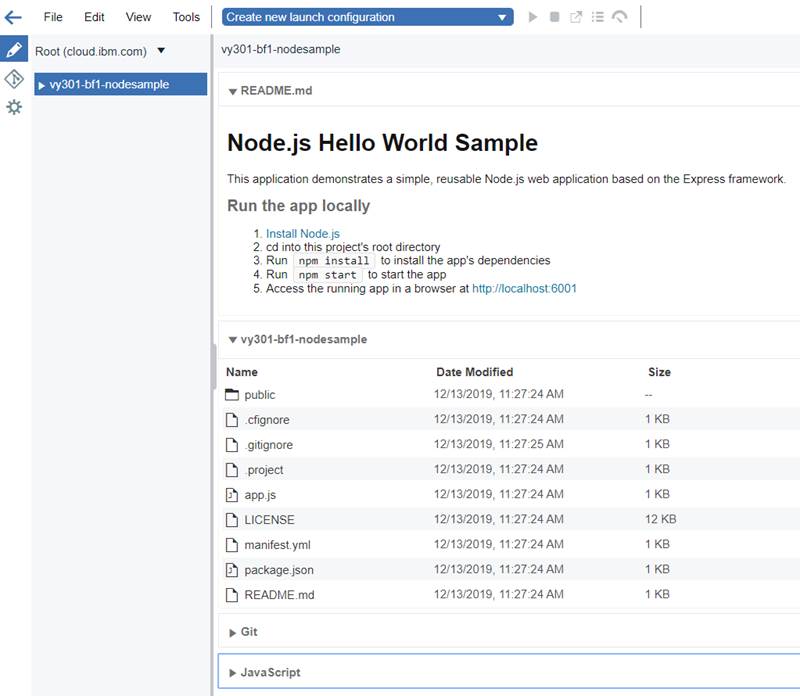 File Edit View Tools Create new launch configuration
Root (cloud.ibm.com)
vy301-bf1-nodesample
vy301-bf1-nodesample
README.md
Node.js Hello World Sample
This application demonstrates a simple, reusable Node.js web application based on the Express framework.
Run the app locally
1. Install Node.js
2. cd into this project's root directory
3. Run npm install to install the app's dependencies
4. Run npm start to start the app
5. Access the running app in a browser at http://localhost:6001
vy301-bf1-nodesample
Name Date Modified Size
public 12/13/2019, 11:27:24 AM --
.cfignore 12/13/2019, 11:27:24 AM 1 KB
.gitignore 12/13/2019, 11:27:25 AM 1 KB
.project 12/13/2019, 11:27:24 AM 1 KB
app.js 12/13/2019, 11:27:24 AM 1 KB
LICENSE 12/13/2019, 11:27:24 AM 12 KB
manifest.yml 12/13/2019, 11:27:24 AM 1 KB
package.json 12/13/2019, 11:27:24 AM 1 KB
README.md 12/13/2019, 11:27:24 AM 1 KB
Git
JavaScript